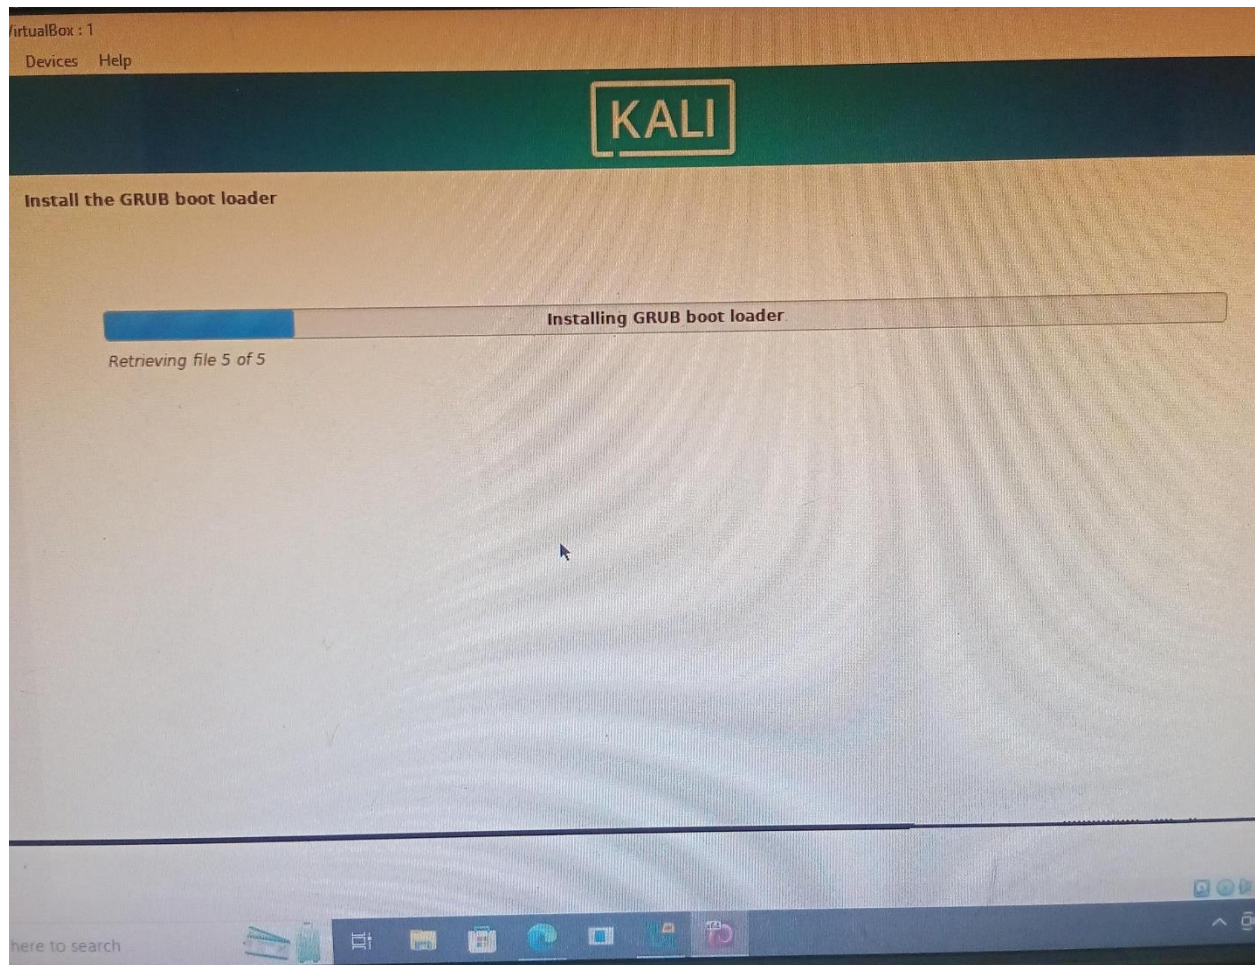 VirtualBox : 1
Devices Help
KALI
Install the GRUB boot loader
Installing GRUB boot loader
Retrieving file 5 of 5
here to search